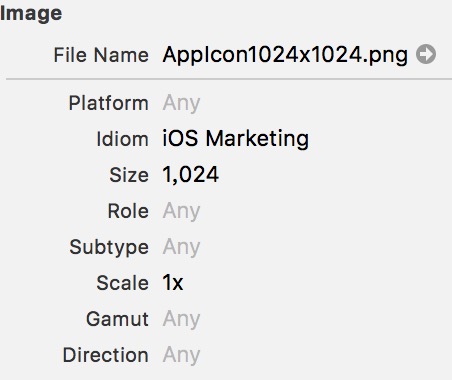 Image
File Name AppIcon1024x1024.png
Platform Any
Idiom iOS Marketing
Size 1,024
Role Any
Subtype Any
Scale 1x
Gamut Any
Direction Any